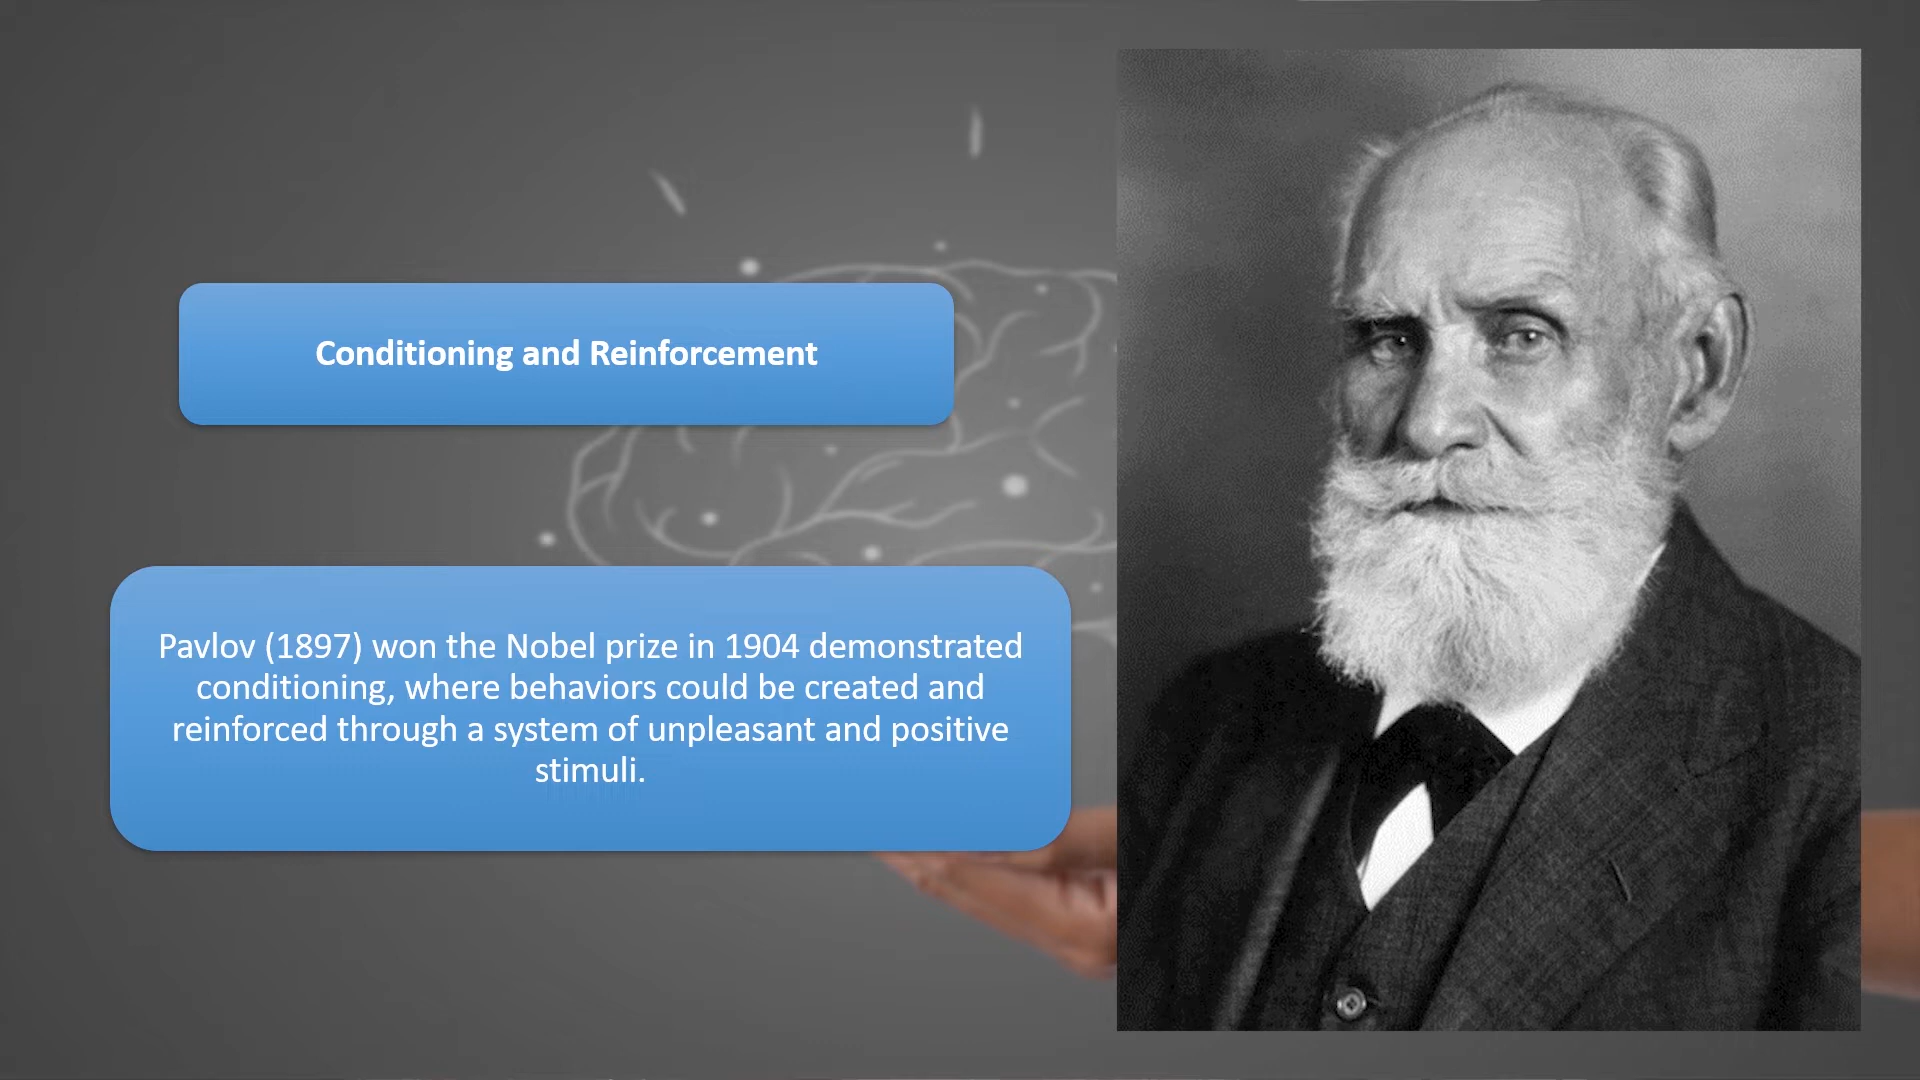 Conditioning and Reinforcement
Pavlov (1897) won the Nobel prize in 1904 demonstrated
conditioning, where behaviors could be created and
reinforced through a system of unpleasant and positive
stimuli.